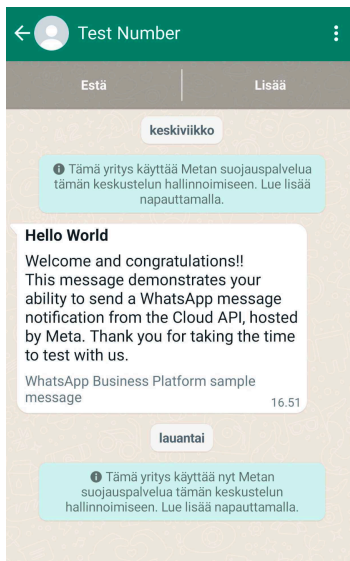 Test Number
Estä
Lisää
keskiviikko
Tämä yritys käyttää Metan suojauspalvelua
tämän keskustelun hallinnoimiseen. Lue lisää
napauttamalla.
Hello World
Welcome and congratulations!!
This message demonstrates your
ability to send a WhatsApp message
notification from the Cloud API, hosted
by Meta. Thank you for taking the time
to test with us.
WhatsApp Business Platform sample
message
16.51
lauantai
Tämä yritys käyttää nyt Metan
suojauspalvelua tämän keskustelun
hallinnoimiseen. Lue lisää napauttamalla.